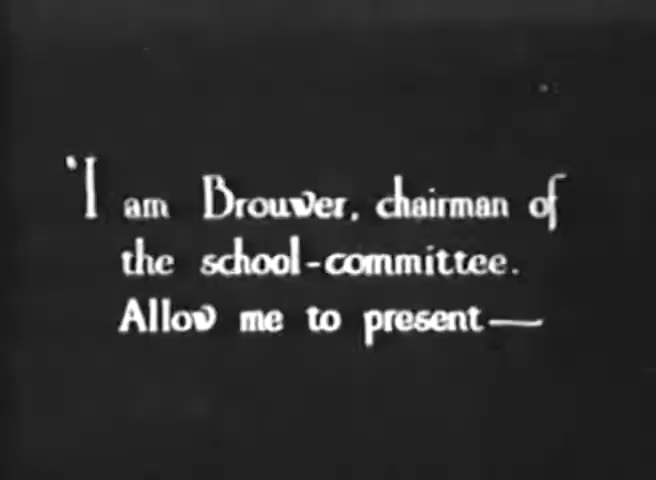 'I am Brouwer, chairman of
the school-committee.
Allow me to present—